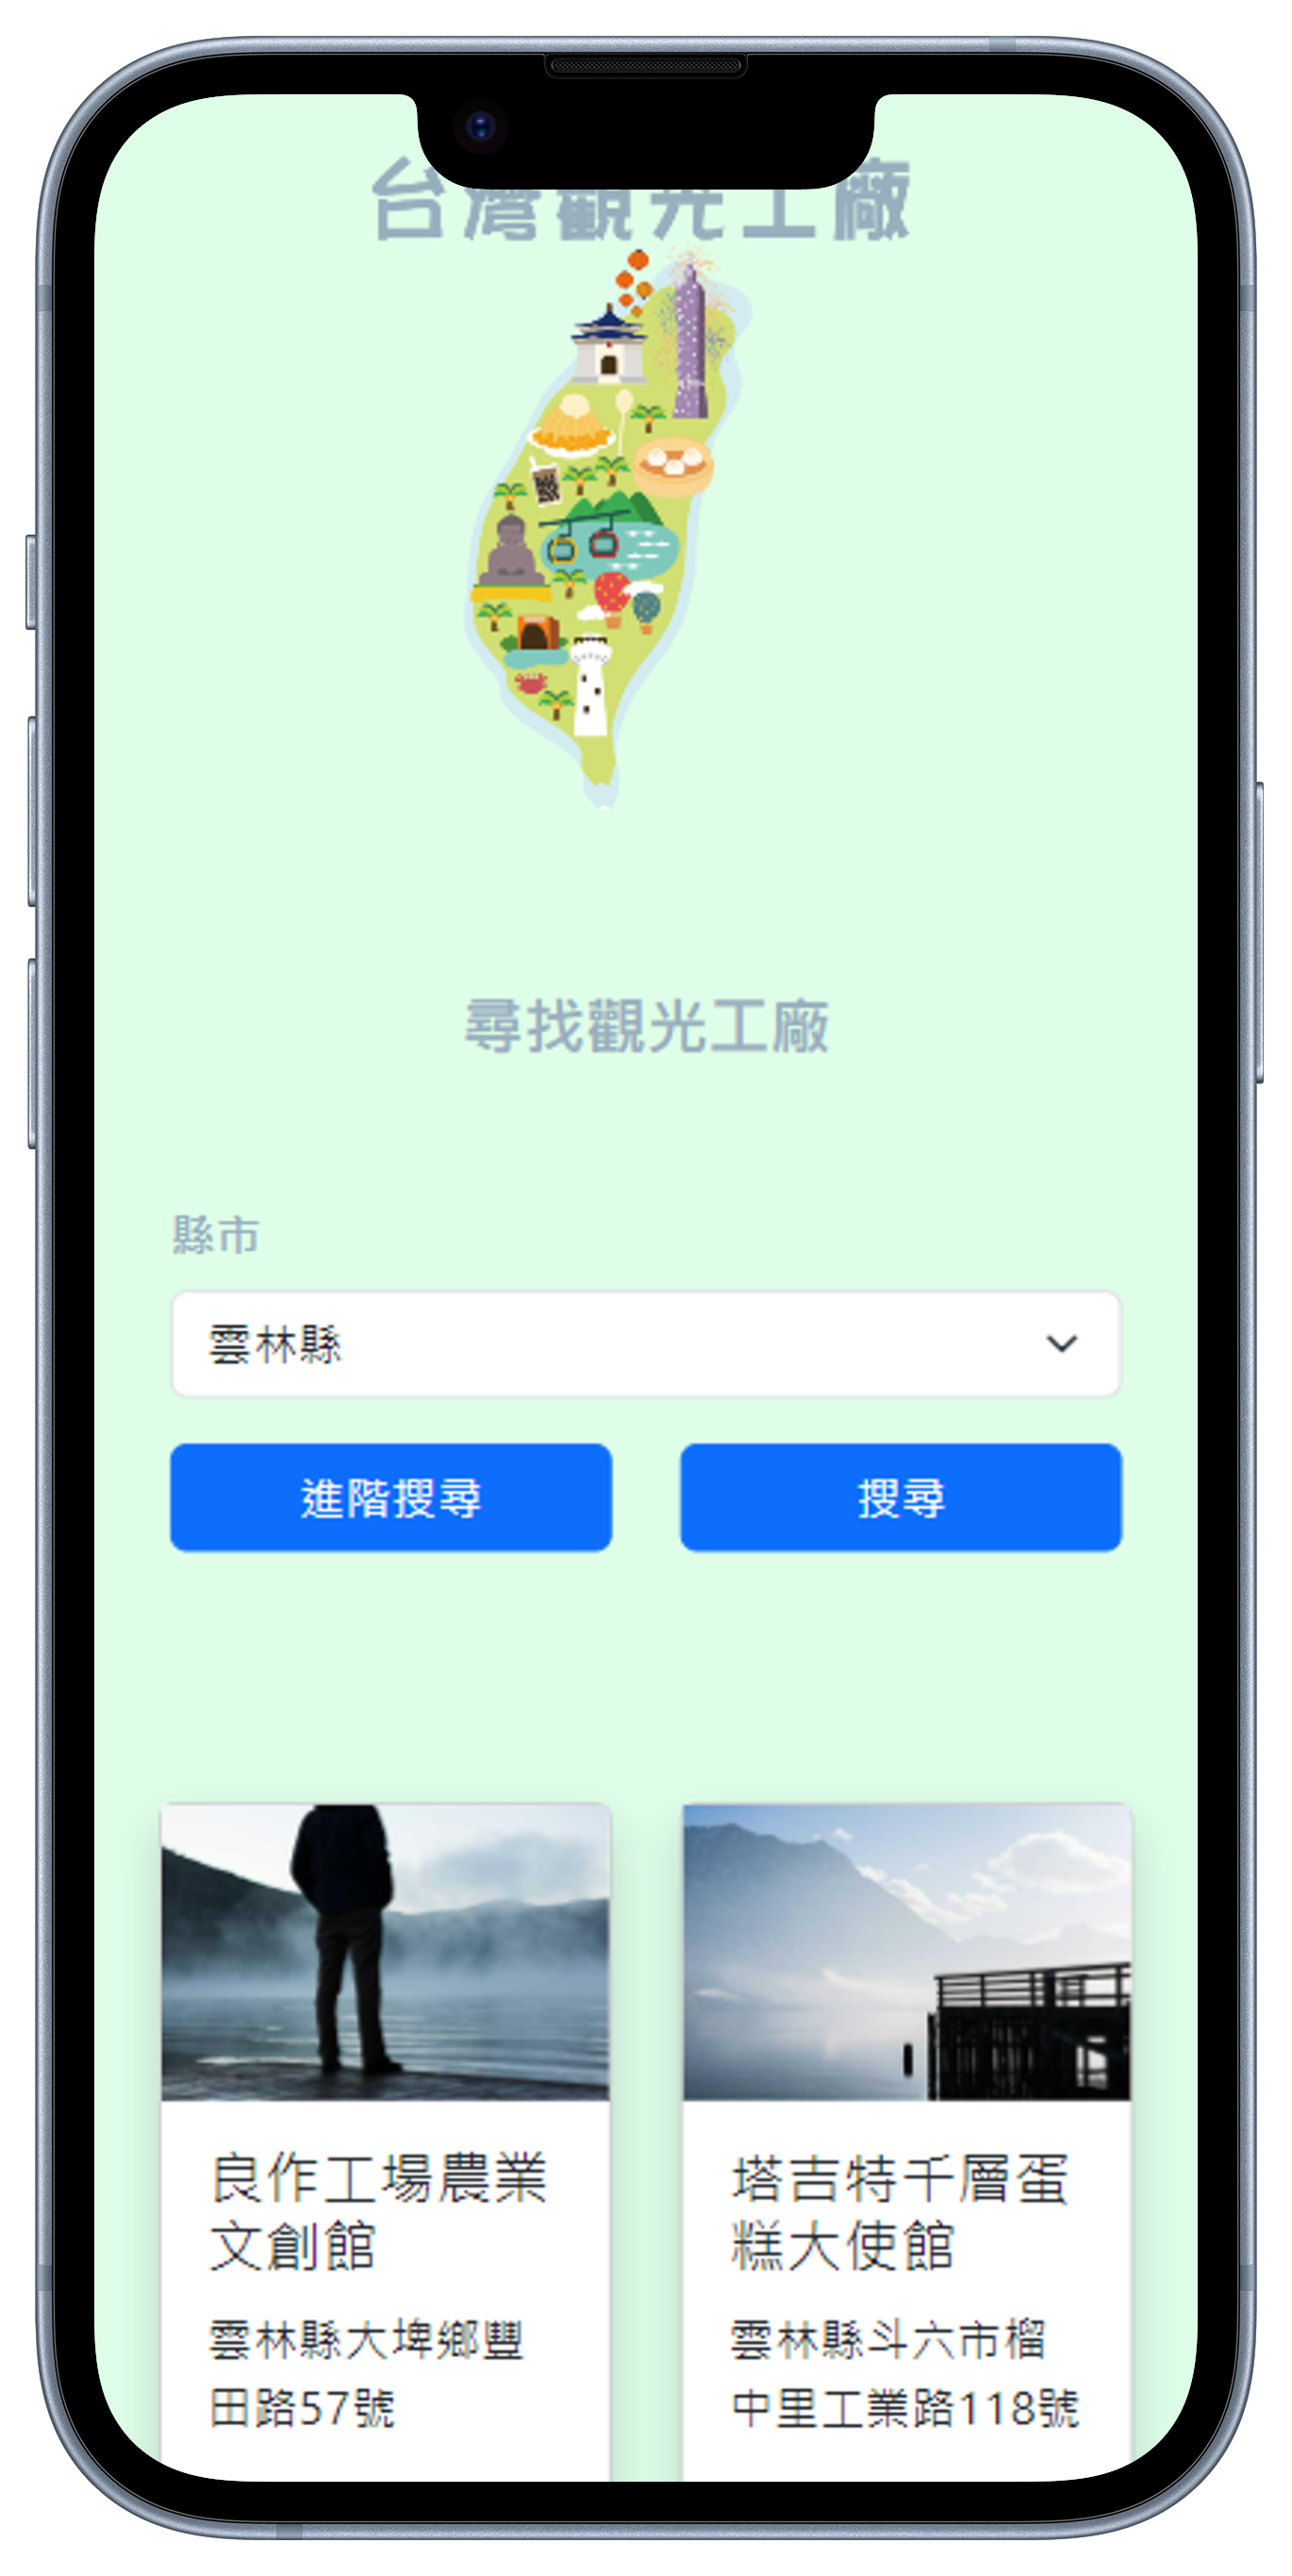 台灣觀光工廠
尋找觀光工廠
縣市
雲林縣
進階搜尋
搜尋
良作工場農業
文創館
雲林縣大埤鄉豐
田路57號
塔吉特千層蛋
糕大使館
雲林縣斗六市榴
中里工業路118號